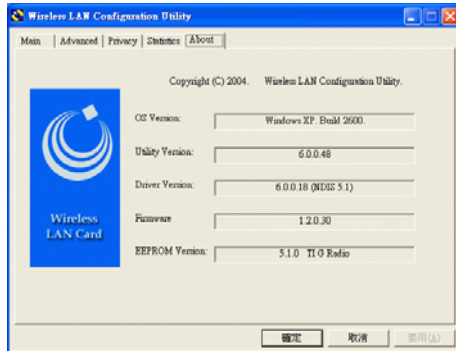 Wireless LAN Configuration Utility
Main Advanced Privacy Statistics About
Copyright (C) 2004. Wireless LAN Configuration Utility.
OS Version: Windows XP. Build 2600.
Utility Version: 6.0.0.48
Driver Version: 6.0.0.18 (NDIS 5.1)
Firmware 1.2.0.30
EEPROM Version: 5.1.0 TI G Radio
Wireless
LAN Card
確定 取消 套用(A)